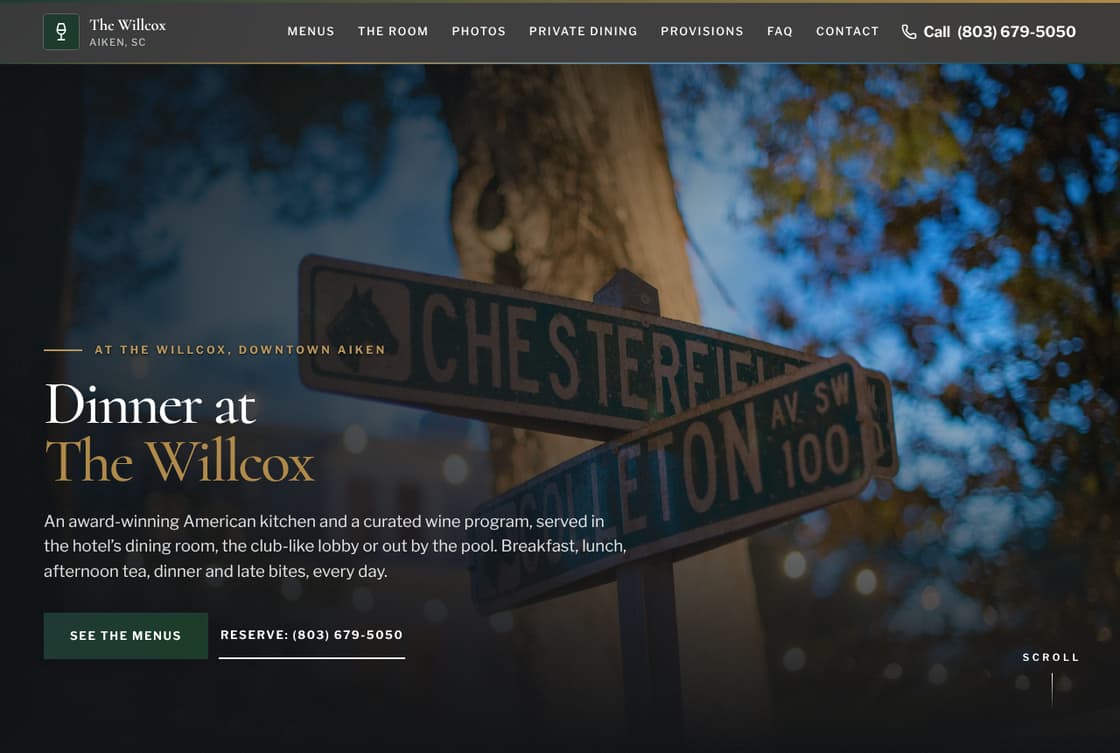 The Willcox
AIKEN, SC
MENUS THE ROOM PHOTOS PRIVATE DINING PROVISIONS FAQ CONTACT Call (803) 679-5050
CHESTERFIEL
AV SW
COLLETON 100
AT THE WILLCOX, DOWNTOWN AIKEN
Dinner at
The Willcox
An award-winning American kitchen and a curated wine program, served in
the hotel’s dining room, the club-like lobby or out by the pool. Breakfast, lunch,
afternoon tea, dinner and late bites, every day.
SEE THE MENUS RESERVE: (803) 679-5050
SCROLL